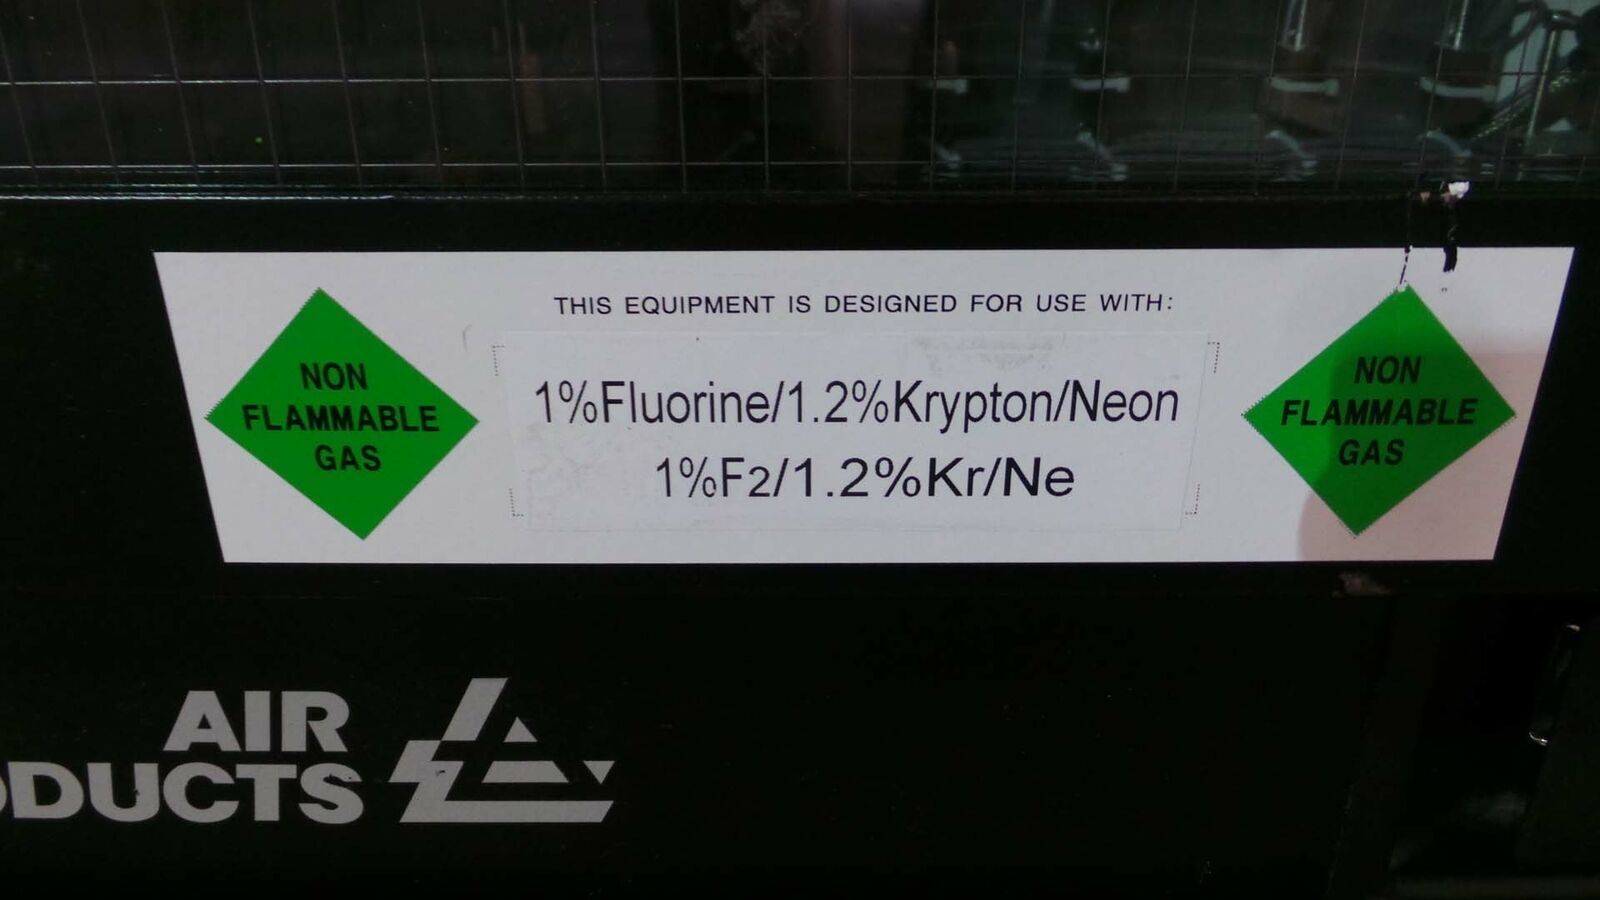 THIS EQUIPMENT IS DESIGNED FOR USE WITH:
NON
FLAMMABLE
GAS
1%Fluorine/1.2%Krypton/Neon
1%F2/1.2%Kr/Ne
NON
FLAMMABLE
GAS
AIR
ODUCTS